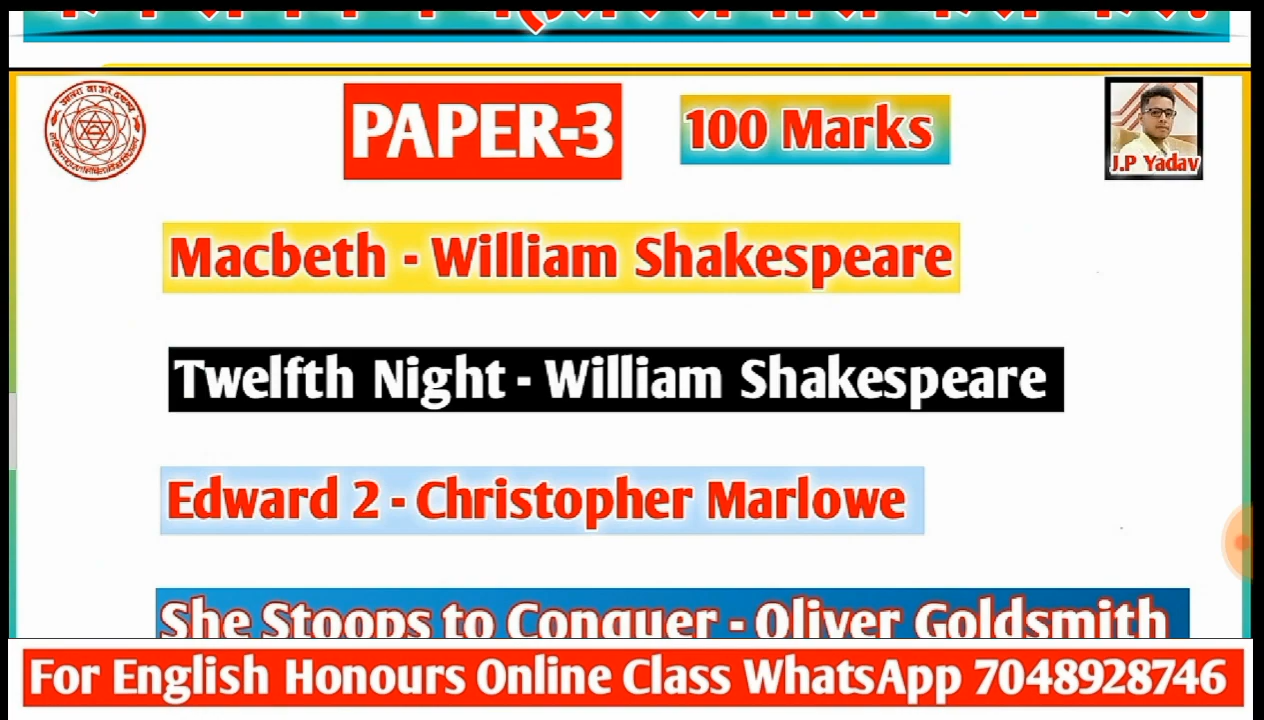 PAPER-3
100 Marks
J.P Yadav
Macbeth - William Shakespeare
Twelfth Night - William Shakespeare
Edward 2 - Christopher Marlowe
She Stoops to Conquer - Oliver Goldsmith
For English Honours Online Class WhatsApp 7048928746